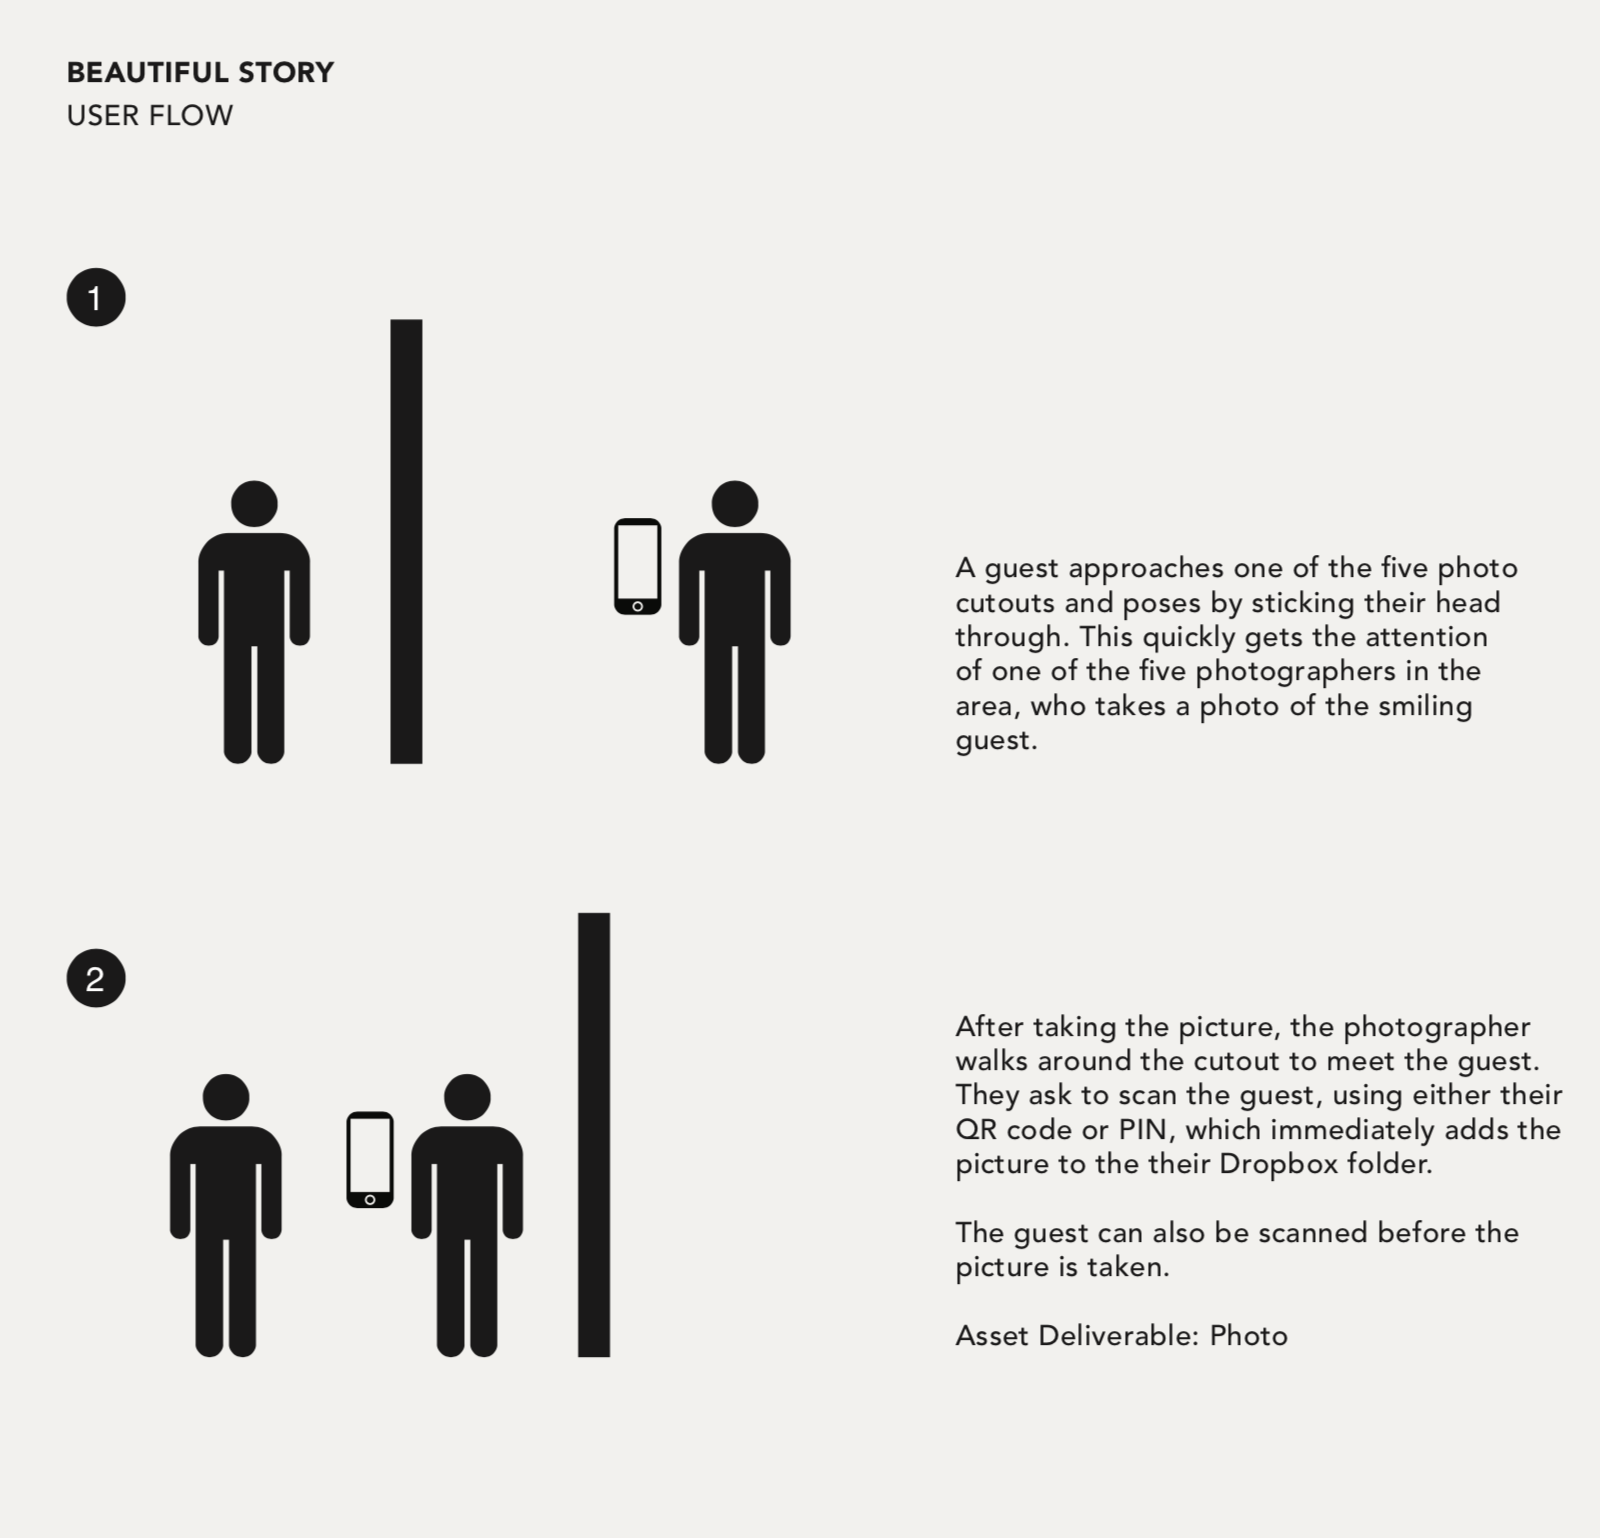 BEAUTIFUL STORY
USER FLOW
1
A guest approaches one of the five photo
cutouts and poses by sticking their head
through. This quickly gets the attention
of one of the five photographers in the
area, who takes a photo of the smiling
guest.
2
After taking the picture, the photographer
walks around the cutout to meet the guest.
They ask to scan the guest, using either their
QR code or PIN, which immediately adds the
picture to the their Dropbox folder.
The guest can also be scanned before the
picture is taken.
Asset Deliverable: Photo